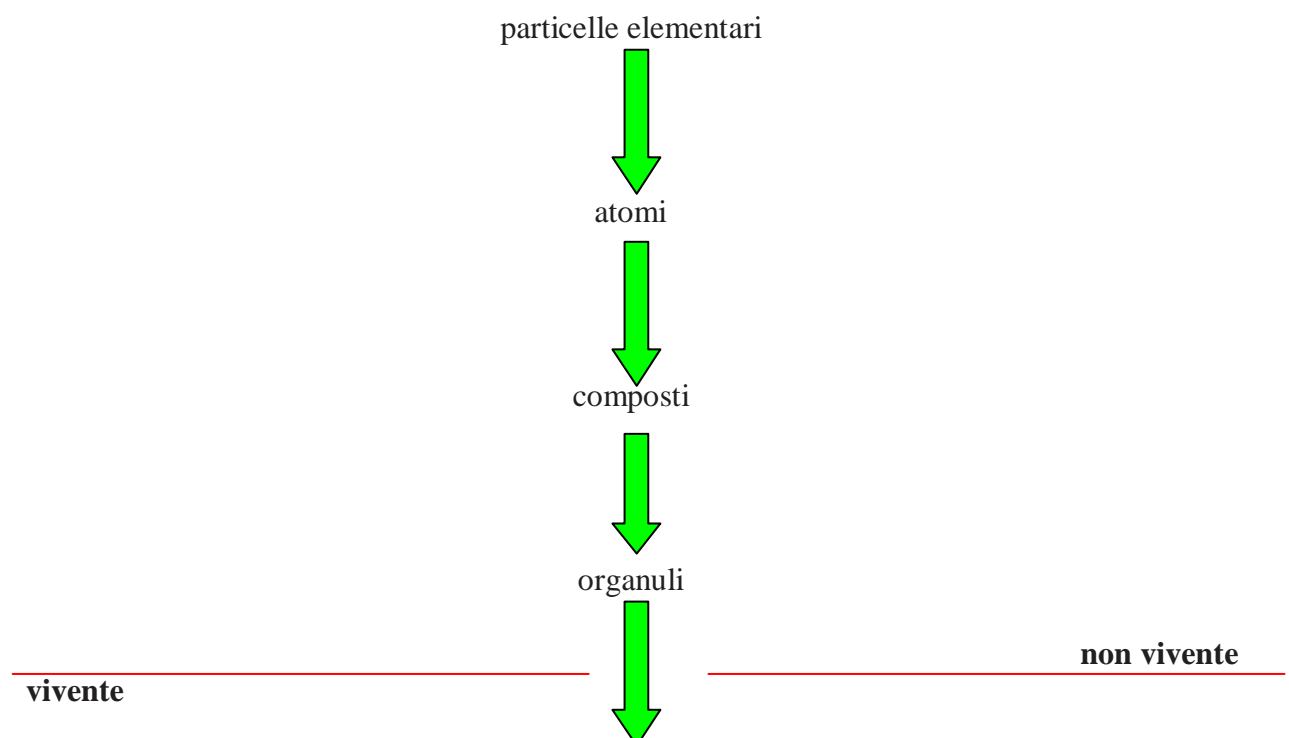 particelle elementari
atomi
composti
organuli
non vivente
vivente